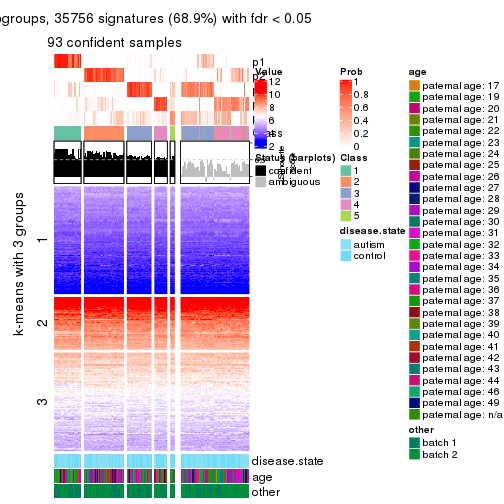 ogroups, 35756 signatures (68.9%) with fdr < 0.05
93 confident samples
p1
Value
12
10
8
6
4
2
Status (barplots)
confident
ambiguous
Prob
1
0.8
0.6
0.4
0.2
0
Class
1
2
3
4
5
disease.state
autism
control
age
paternal age: 17
paternal age: 19
paternal age: 20
paternal age: 21
paternal age: 22
paternal age: 23
paternal age: 24
paternal age: 25
paternal age: 26
paternal age: 27
paternal age: 28
paternal age: 29
paternal age: 30
paternal age: 31
paternal age: 32
paternal age: 33
paternal age: 34
paternal age: 35
paternal age: 36
paternal age: 37
paternal age: 38
paternal age: 39
paternal age: 40
paternal age: 41
paternal age: 42
paternal age: 43
paternal age: 44
paternal age: 46
paternal age: 49
paternal age: n/a
other
batch 1
batch 2
k-means with 3 groups
1
2
3
disease.state
age
other